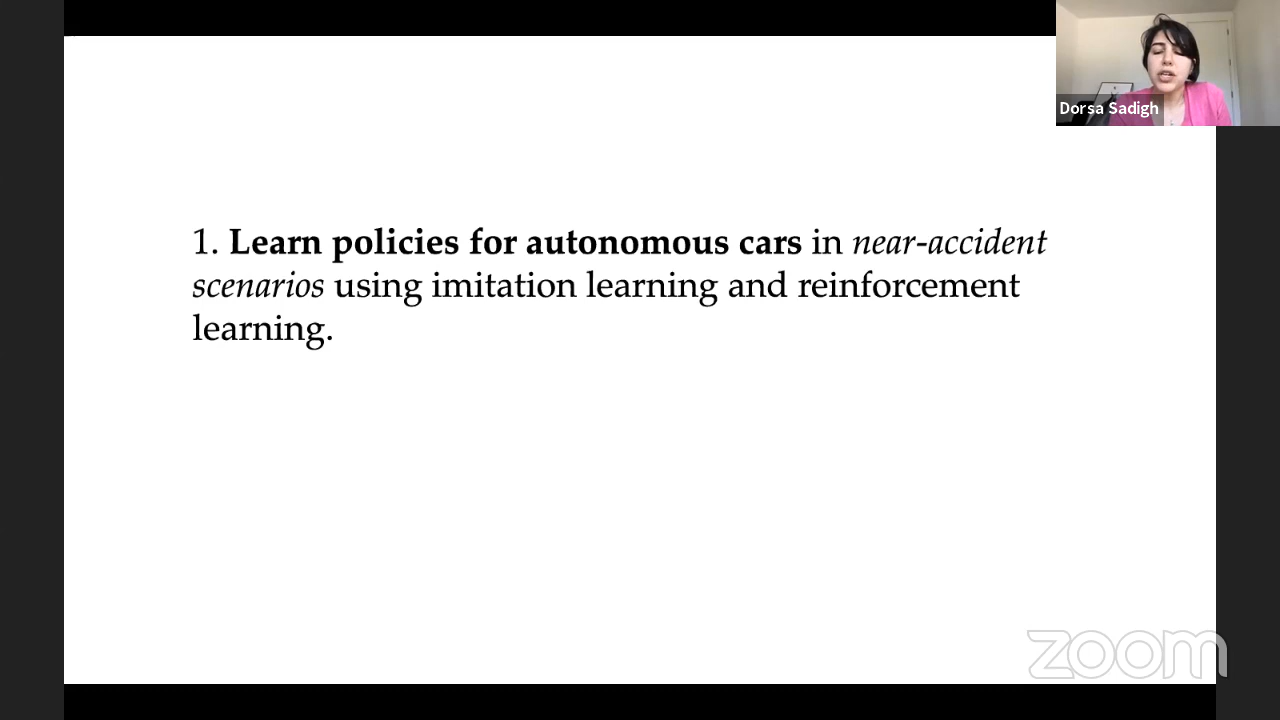 Dorsa Sadigh
1. Learn policies for autonomous cars in near-accident
scenarios using imitation learning and reinforcement
learning.
zoom